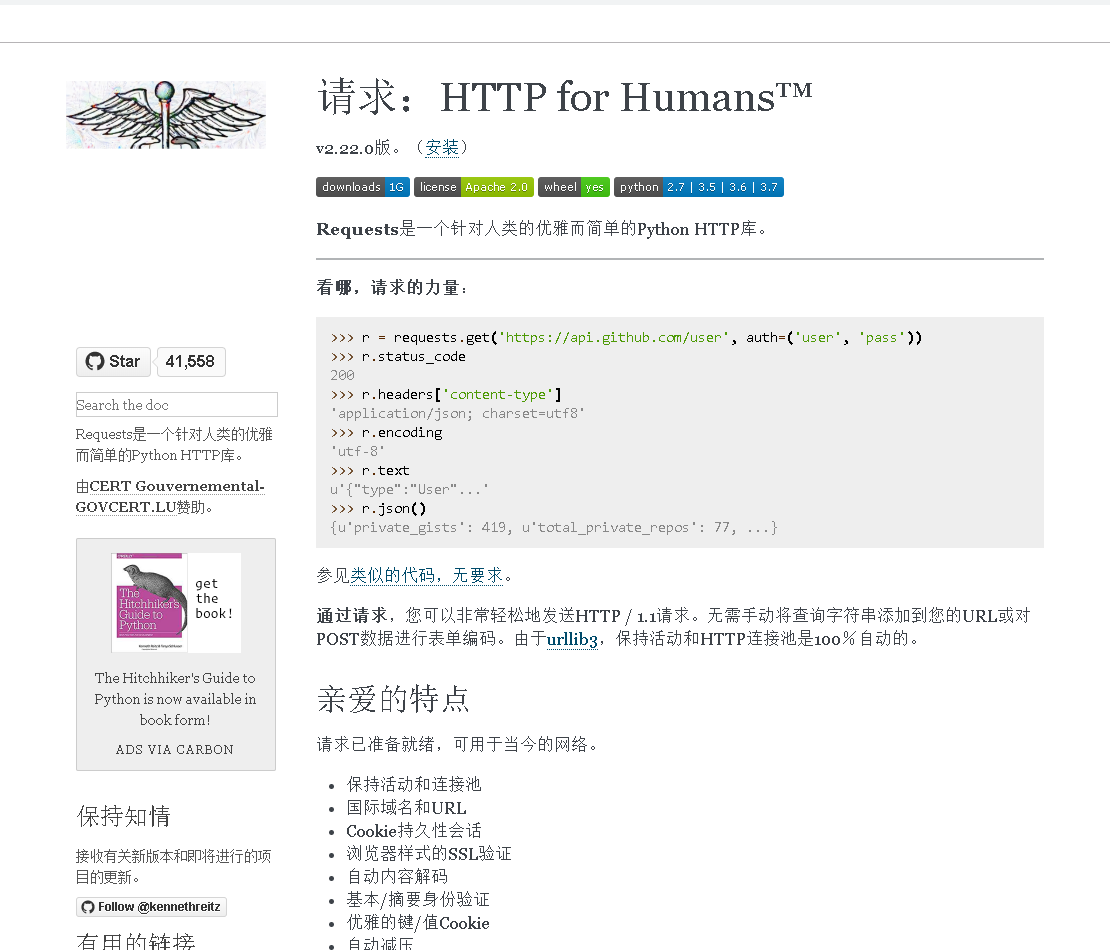 请求：HTTP for Humans™
v2.22.0版。（安装）
downloads 1G license Apache 2.0 wheel yes python 2.7 | 3.5 | 3.6 | 3.7
Requests是一个针对人类的优雅而简单的Python HTTP库。
看哪，请求的力量：
>>> r = requests.get('https://api.github.com/user', auth=('user', 'pass'))
>>> r.status_code
200
>>> r.headers['content-type']
'application/json; charset=utf8'
>>> r.encoding
'utf-8'
>>> r.text
u'{"type":"User"...'
>>> r.json()
{u'private_gists': 419, u'total_private_repos': 77, ...}
参见类似的代码，无要求。
通过请求，您可以非常轻松地发送HTTP / 1.1请求。无需手动将查询字符串添加到您的URL或对
POST数据进行表单编码。由于urllib3，保持活动和HTTP连接池是100％自动的。
亲爱的特点
请求已准备就绪，可用于当今的网络。
保持活动和连接池
国际域名和URL
Cookie持久性会话
浏览器样式的SSL验证
自动内容解码
基本/摘要身份验证
优雅的键/值Cookie
自动减压
Star 41,558
Search the doc
Requests是一个针对人类的优雅
而简单的Python HTTP库。
由CERT Gouvernemental-
GOVCERT.LU赞助。
The
Hitchhiker's
Guide to
Python
get
the
book!
The Hitchhiker's Guide to
Python is now available in
book form!
ADS VIA CARBON
保持知情
接收有关新版本和即将进行的项
目的更新。
Follow @kennethreitz
有用的链接